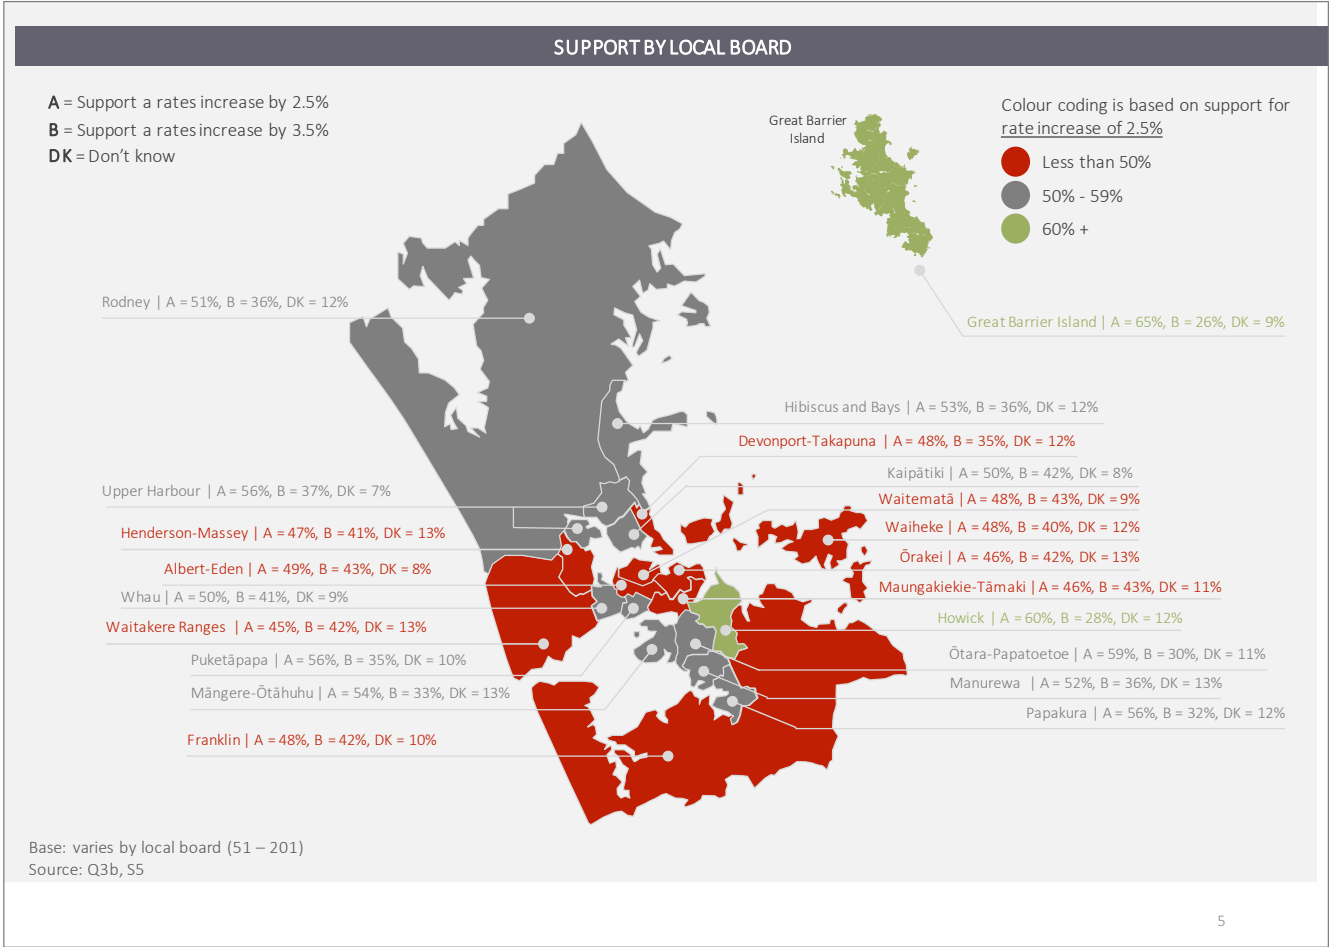 SUPPORT BY LOCAL BOARD
A = Support a rates increase by 2.5%
B = Support a rates increase by 3.5%
DK = Don't know
Great Barrier
Island
Colour coding is based on support for
rate increase of 2.5%
Less than 50%
50% - 59%
60% +
Rodney | A = 51%, B = 36%, DK = 12%
Great Barrier Island | A = 65%, B = 26%, DK = 9%
Hibiscus and Bays | A = 53%, B = 36%, DK = 12%
Devonport-Takapuna | A = 48%, B = 35%, DK = 12%
Kaipātiki | A = 50%, B = 42%, DK = 8%
Upper Harbour | A = 56%, B = 37%, DK = 7%
Waitematā | A = 48%, B = 43%, DK = 9%
Waiheke | A = 48%, B = 40%, DK = 12%
Henderson-Massey | A = 47%, B = 41%, DK = 13%
Ōrakei | A = 46%, B = 42%, DK = 13%
Albert-Eden | A = 49%, B = 43%, DK = 8%
Maungakiekie-Tāmaki | A = 46%, B = 43%, DK = 11%
Whau | A = 50%, B = 41%, DK = 9%
Howick | A = 60%, B = 28%, DK = 12%
Waitakere Ranges | A = 45%, B = 42%, DK = 13%
Ōtara-Papatoetoe | A = 59%, B = 30%, DK = 11%
Puketāpapa | A = 56%, B = 35%, DK = 10%
Manurewa | A = 52%, B = 36%, DK = 13%
Māngere-Ōtāhuhu | A = 54%, B = 33%, DK = 13%
Papakura | A = 56%, B = 32%, DK = 12%
Franklin | A = 48%, B = 42%, DK = 10%
Base: varies by local board (51 – 201)
Source: Q3b, S5
5